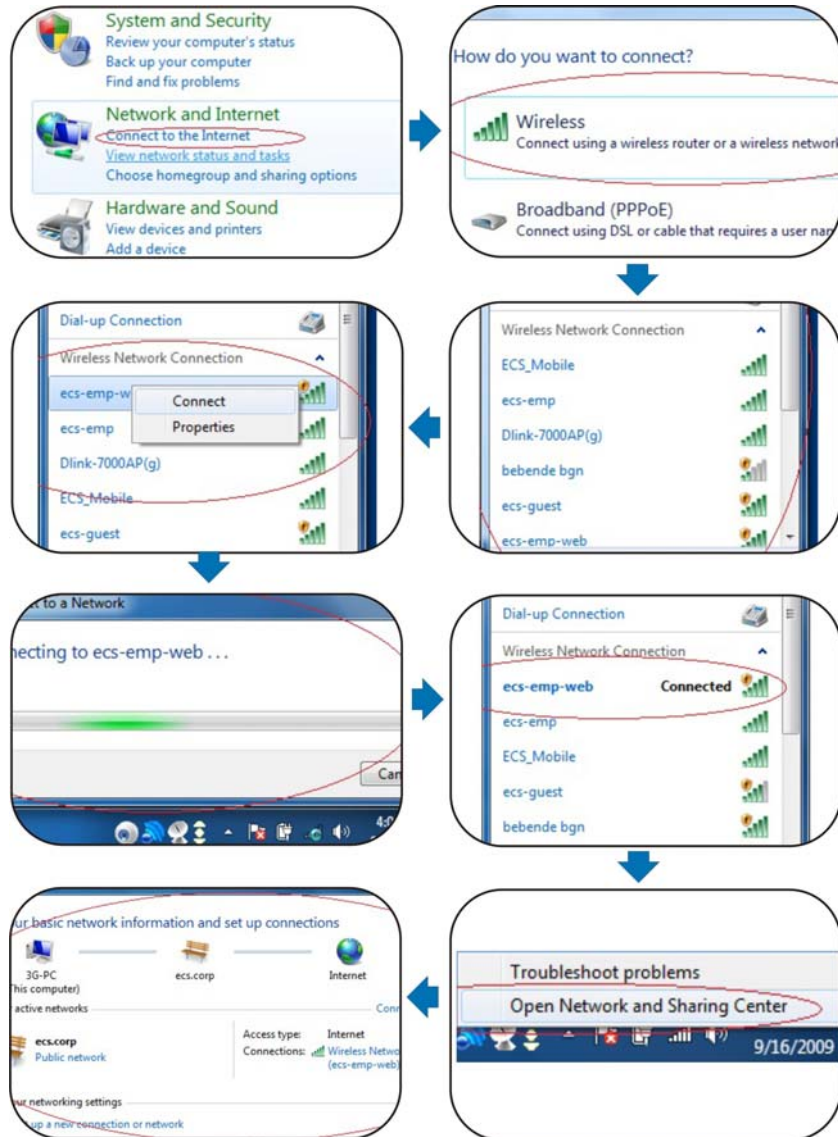 System and Security
Review your computer's status
Back up your computer
Find and fix problems
Network and Internet
Connect to the Internet
View network status and tasks
Choose homegroup and sharing options
Hardware and Sound
View devices and printers
Add a device
How do you want to connect?
Wireless
Connect using a wireless router or a wireless network
Broadband (PPPoE)
Connect using DSL or cable that requires a user nam
Wireless Network Connection
ECS_Mobile
ecs-emp
Dlink-7000AP(g)
bebende bgn
ecs-guest
ecs-emp-web
Dial-up Connection
Wireless Network Connection
ecs-emp-w
Connect
Properties
ecs-emp
Dlink-7000AP(g)
ECS_Mobile
ecs-guest
ct to a Network
necting to ecs-emp-web . . .
Can
4:0
Dial-up Connection
Wireless Network Connection
ecs-emp-web Connected
ecs-emp
ECS_Mobile
ecs-guest
bebende bgn
Troubleshoot problems
Open Network and Sharing Center
9/16/2009
ur basic network information and set up connections
3G-PC
his computer)
ecs.corp
Internet
active networks
Conn
ecs.corp
Public network
Access type: Internet
Connections: Wireless Netwo
(ecs-emp-web)
ur networking settings
up a new connection or network